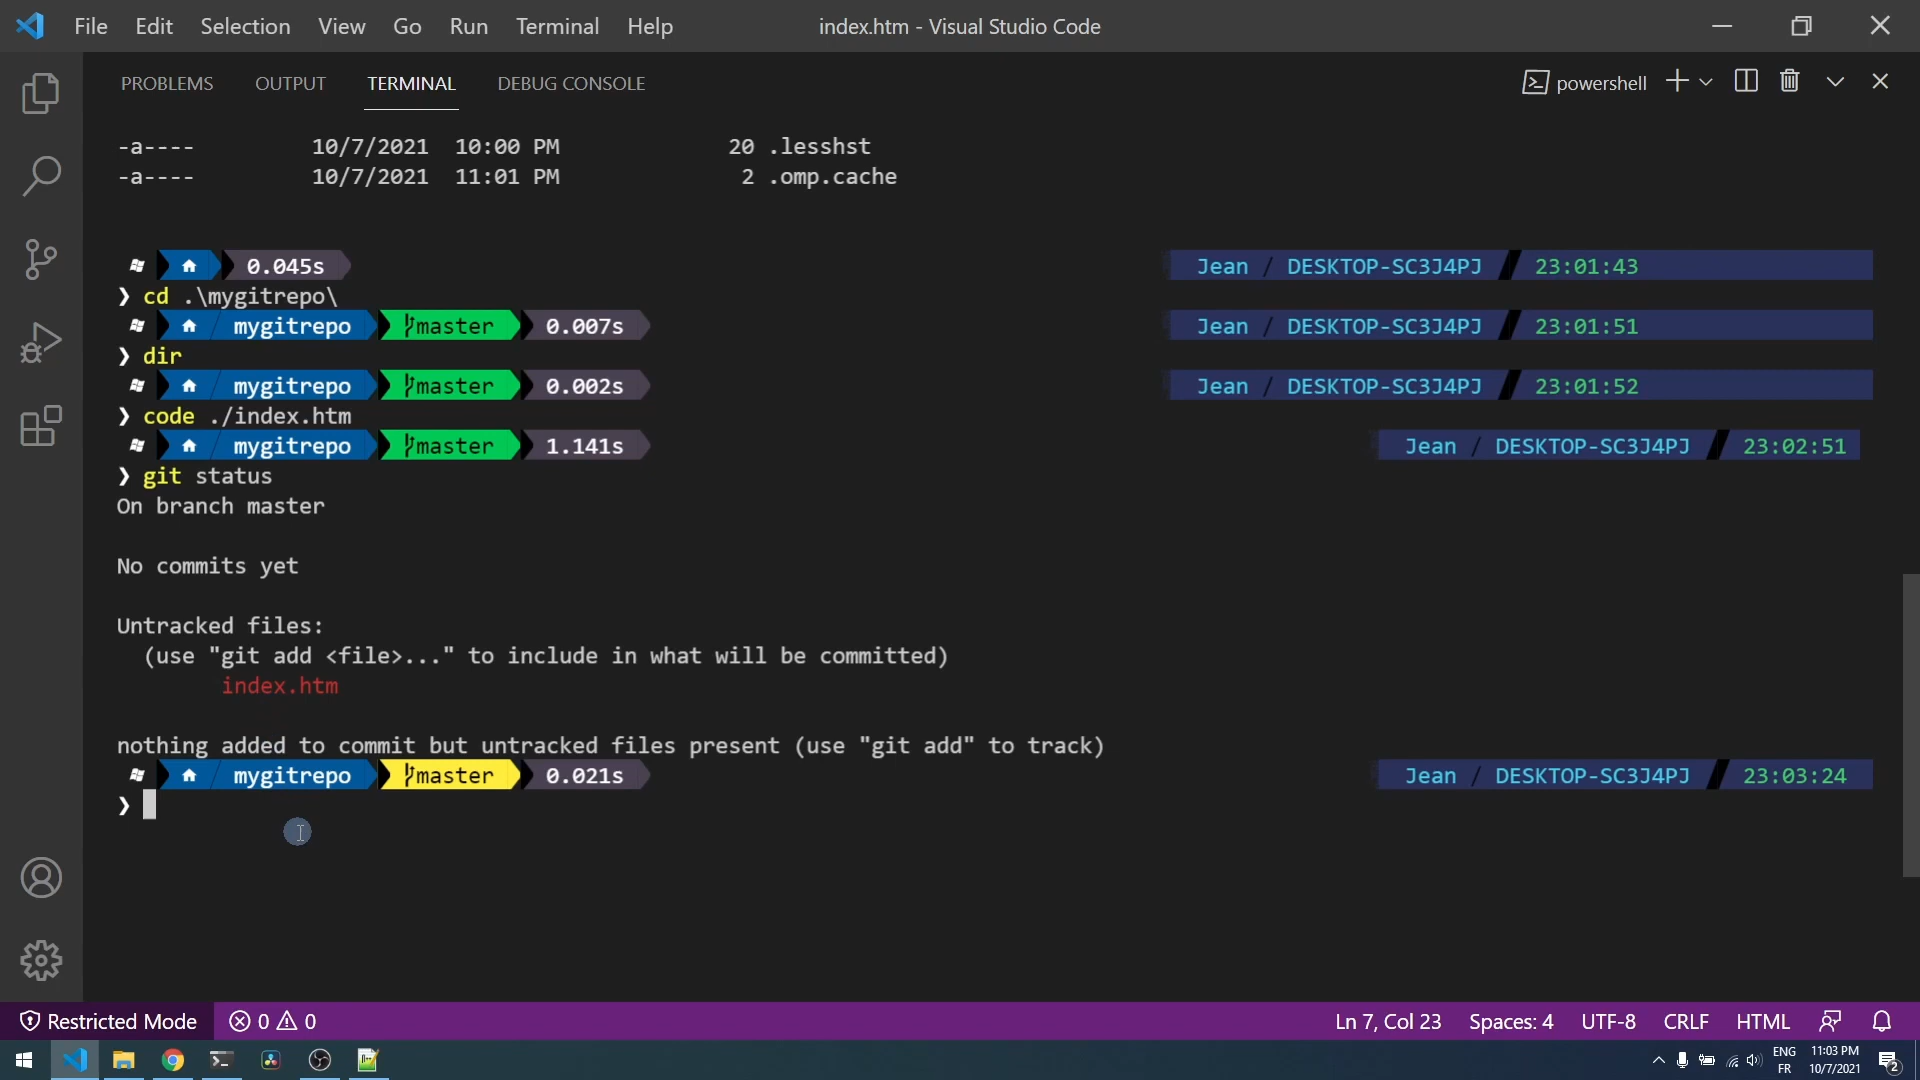 File Edit Selection View Go Run Terminal Help index.htm - Visual Studio Code
PROBLEMS OUTPUT TERMINAL DEBUG CONSOLE powershell
-a---- 10/7/2021 10:00 PM 20 .lesshst
-a---- 10/7/2021 11:01 PM 2 .omp.cache
0.045s Jean / DESKTOP-SC3J4PJ 23:01:43
❯ cd .\mygitrepo\
mygitrepo master 0.007s Jean / DESKTOP-SC3J4PJ 23:01:51
❯ dir
mygitrepo master 0.002s Jean / DESKTOP-SC3J4PJ 23:01:52
❯ code ./index.htm
mygitrepo master 1.141s Jean / DESKTOP-SC3J4PJ 23:02:51
❯ git status
On branch master
No commits yet
Untracked files:
(use "git add <file>..." to include in what will be committed)
index.htm
nothing added to commit but untracked files present (use "git add" to track)
mygitrepo master 0.021s Jean / DESKTOP-SC3J4PJ 23:03:24
❯
Restricted Mode 0 0 Ln 7, Col 23 Spaces: 4 UTF-8 CRLF HTML
ENG 11:03 PM
FR 10/7/2021 2